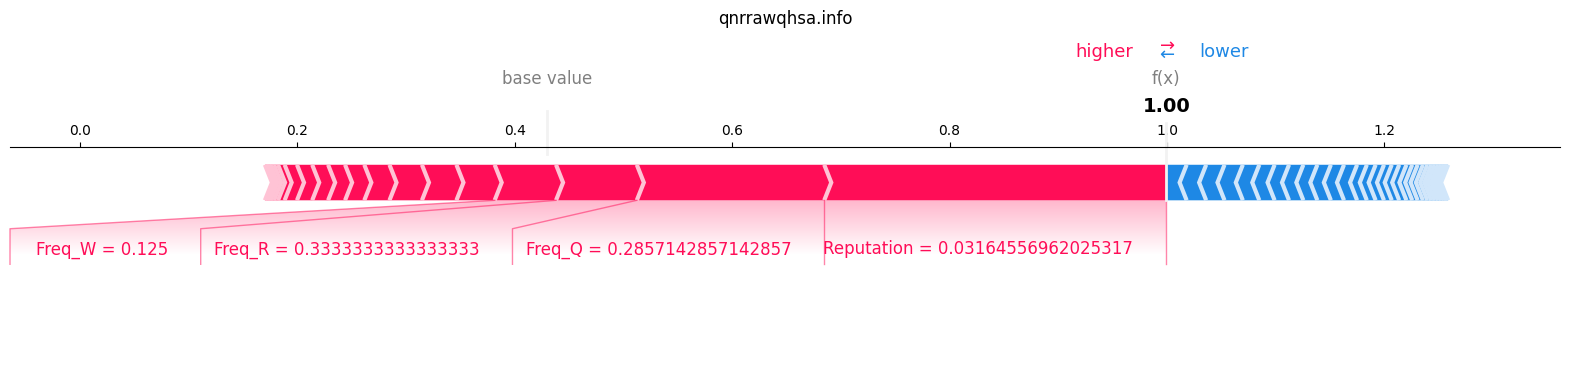 qnrrawqhsa.info
higher ⇄ lower
base value f(x)
1.00
0.0 0.2 0.4 0.6 0.8 1.0 1.2
Freq_W = 0.125 Freq_R = 0.3333333333333333 Freq_Q = 0.2857142857142857 Reputation = 0.03164556962025317